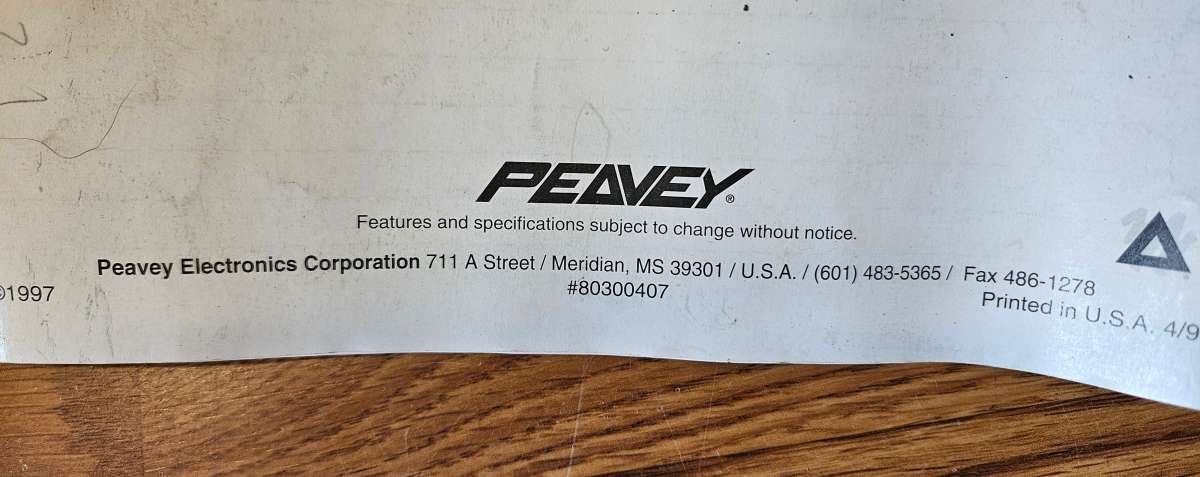 PEAVEY®
Features and specifications subject to change without notice.
Peavey Electronics Corporation 711 A Street / Meridian, MS 39301 / U.S.A. / (601) 483-5365 / Fax 486-1278
©1997
#80300407
Printed in U.S.A. 4/9